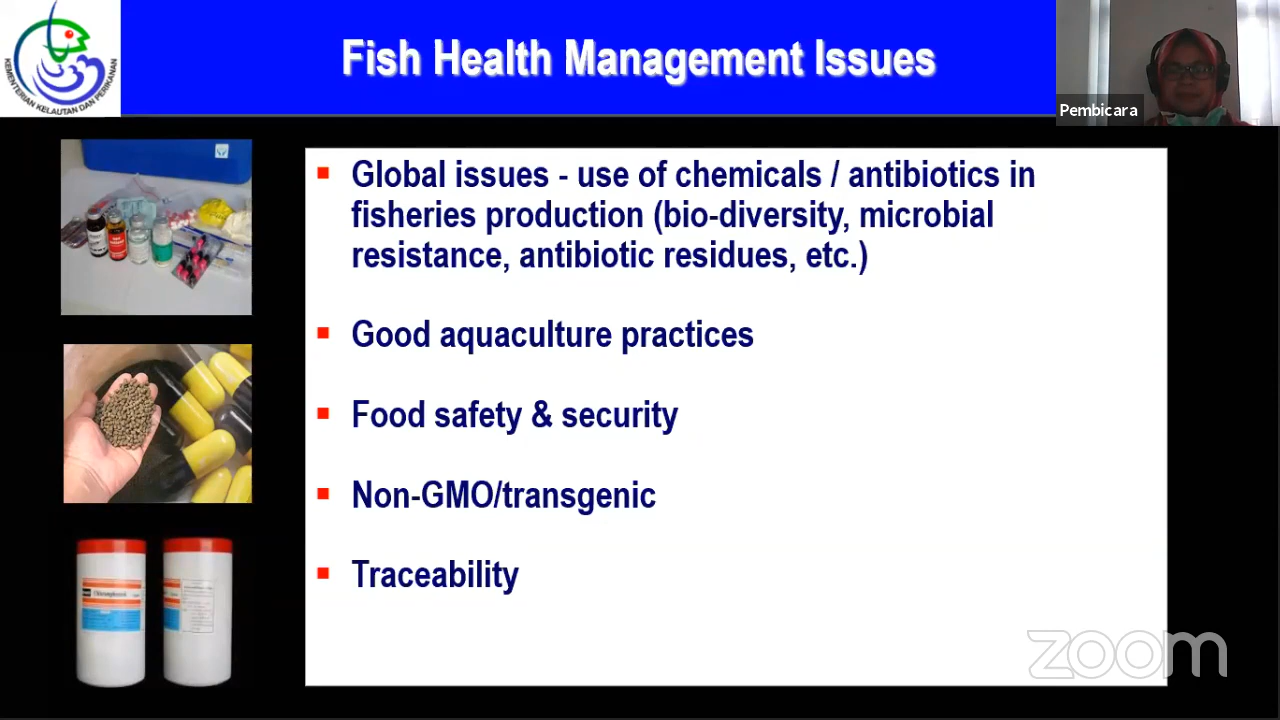 Fish Health Management Issues
KEMENTERIAN KELAUTAN DAN PERIKANAN
Pembicara
Global issues - use of chemicals / antibiotics in
fisheries production (bio-diversity, microbial
resistance, antibiotic residues, etc.)
Good aquaculture practices
Food safety & security
Non-GMO/transgenic
Traceability
zoom